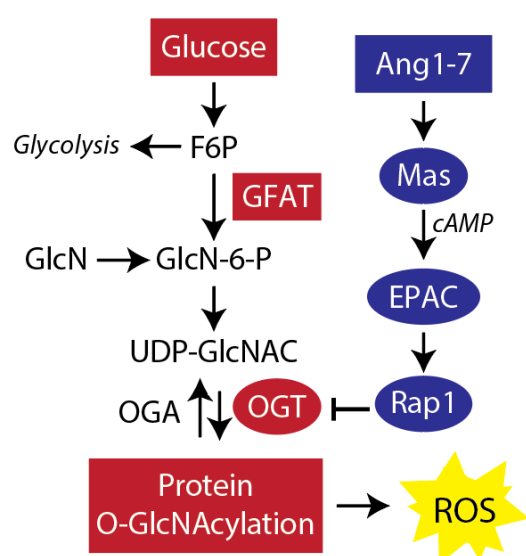 Glucose
Ang1-7
Glycolysis
F6P
Mas
GFAT
cAMP
GlcN
GlcN-6-P
EPAC
UDP-GlcNAC
OGA
OGT
Rap1
Protein
O-GlcNAcylation
ROS